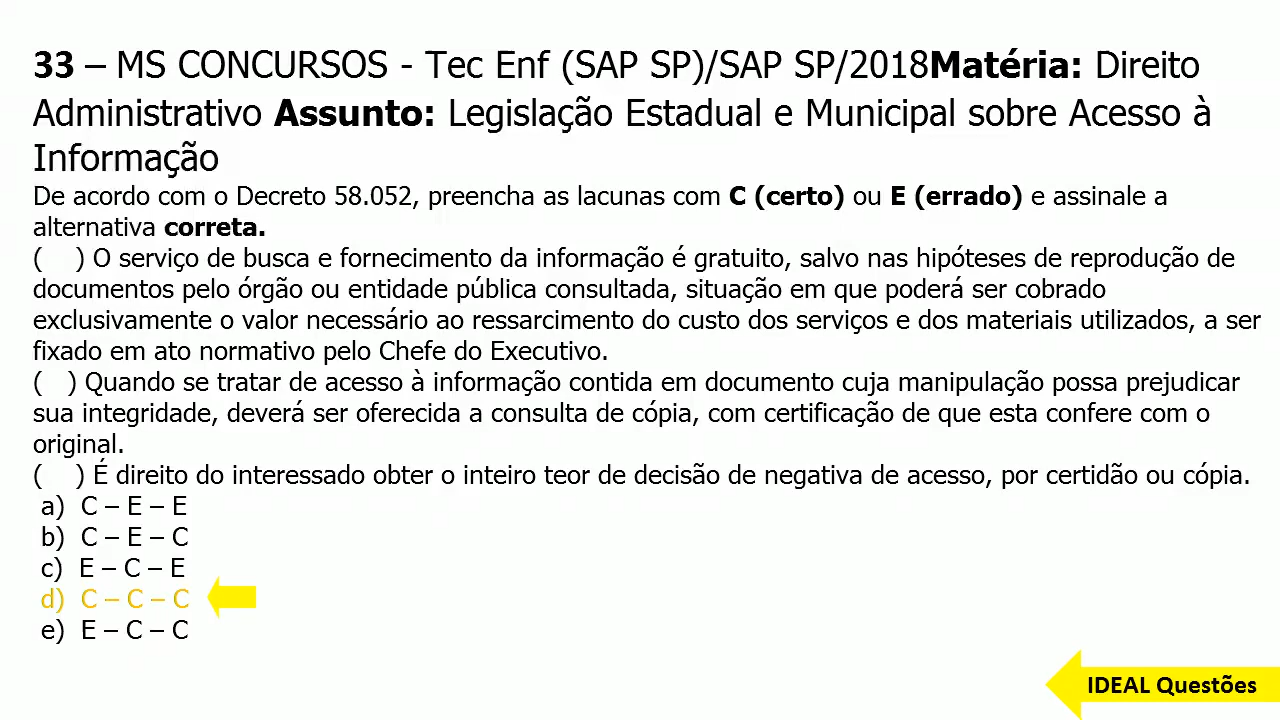 33 – MS CONCURSOS - Tec Enf (SAP SP)/SAP SP/2018Matéria: Direito
Administrativo Assunto: Legislação Estadual e Municipal sobre Acesso à
Informação
De acordo com o Decreto 58.052, preencha as lacunas com C (certo) ou E (errado) e assinale a
alternativa correta.
(    ) O serviço de busca e fornecimento da informação é gratuito, salvo nas hipóteses de reprodução de
documentos pelo órgão ou entidade pública consultada, situação em que poderá ser cobrado
exclusivamente o valor necessário ao ressarcimento do custo dos serviços e dos materiais utilizados, a ser
fixado em ato normativo pelo Chefe do Executivo.
(   ) Quando se tratar de acesso à informação contida em documento cuja manipulação possa prejudicar
sua integridade, deverá ser oferecida a consulta de cópia, com certificação de que esta confere com o
original.
(    ) É direito do interessado obter o inteiro teor de decisão de negativa de acesso, por certidão ou cópia.
a)  C – E – E
b)  C – E – C
c)  E – C – E
d)  C – C – C
e)  E – C – C
IDEAL Questões